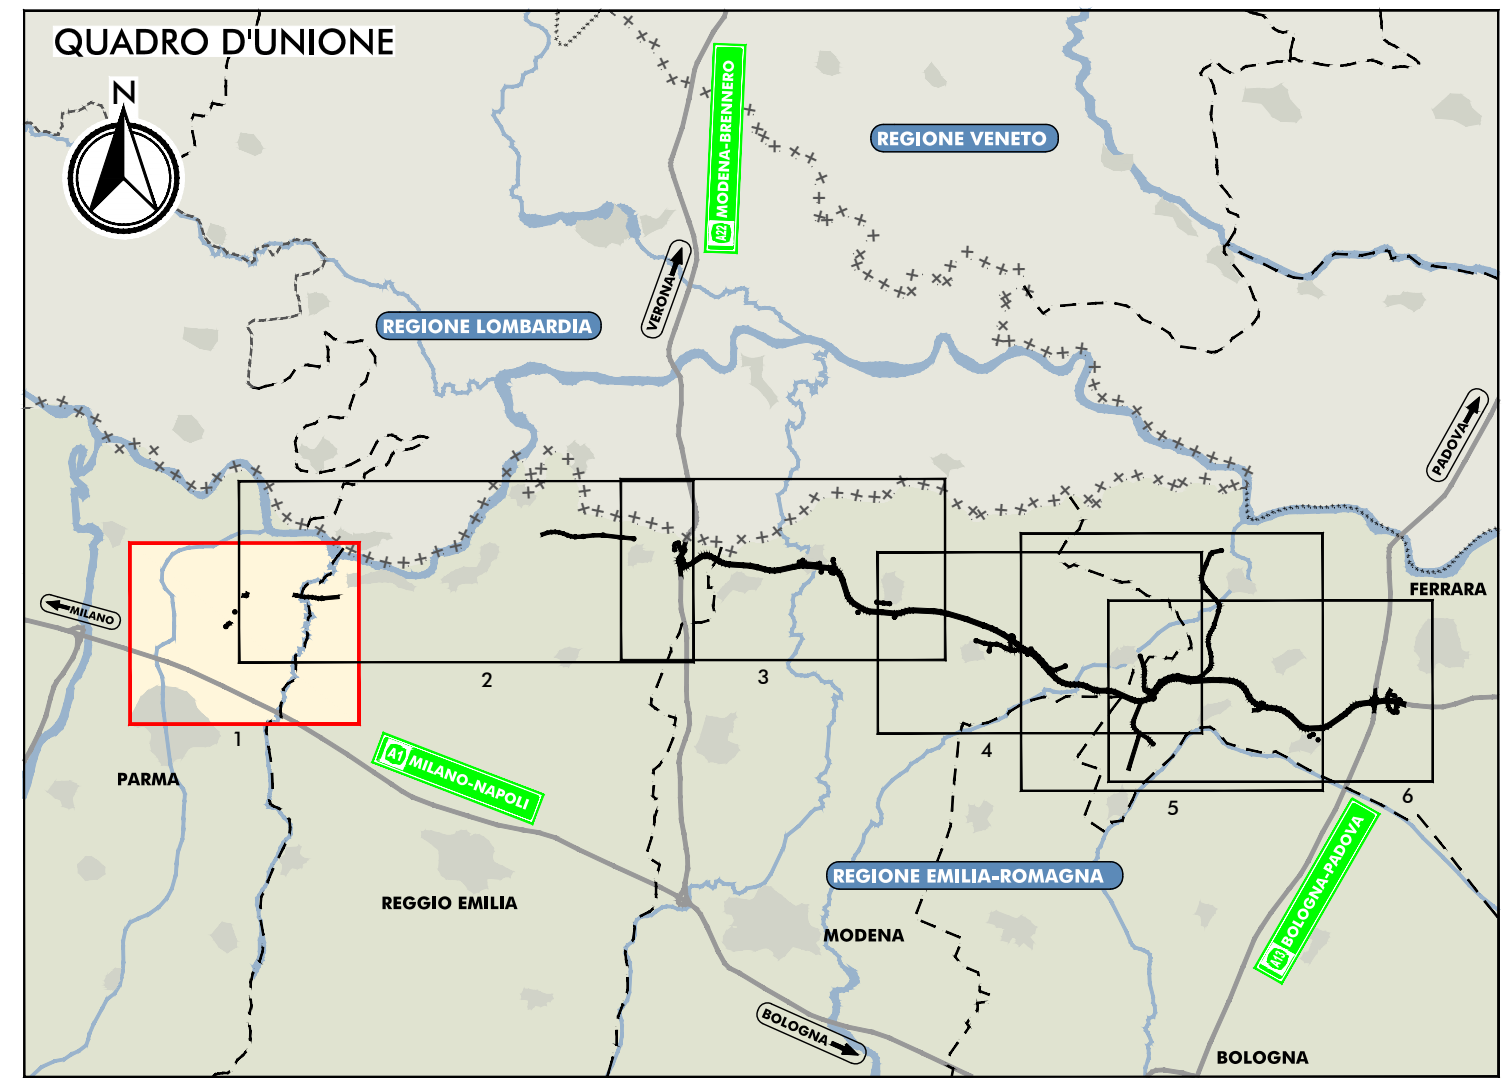 QUADRO D'UNIONE
N
A22 MODENA-BRENNERO
REGIONE VENETO
VERONA
REGIONE LOMBARDIA
PADOVA
MILANO
FERRARA
1
2
3
4
5
6
PARMA
A1 MILANO-NAPOLI
REGGIO EMILIA
REGIONE EMILIA-ROMAGNA
MODENA
A13 BOLOGNA-PADOVA
BOLOGNA
BOLOGNA